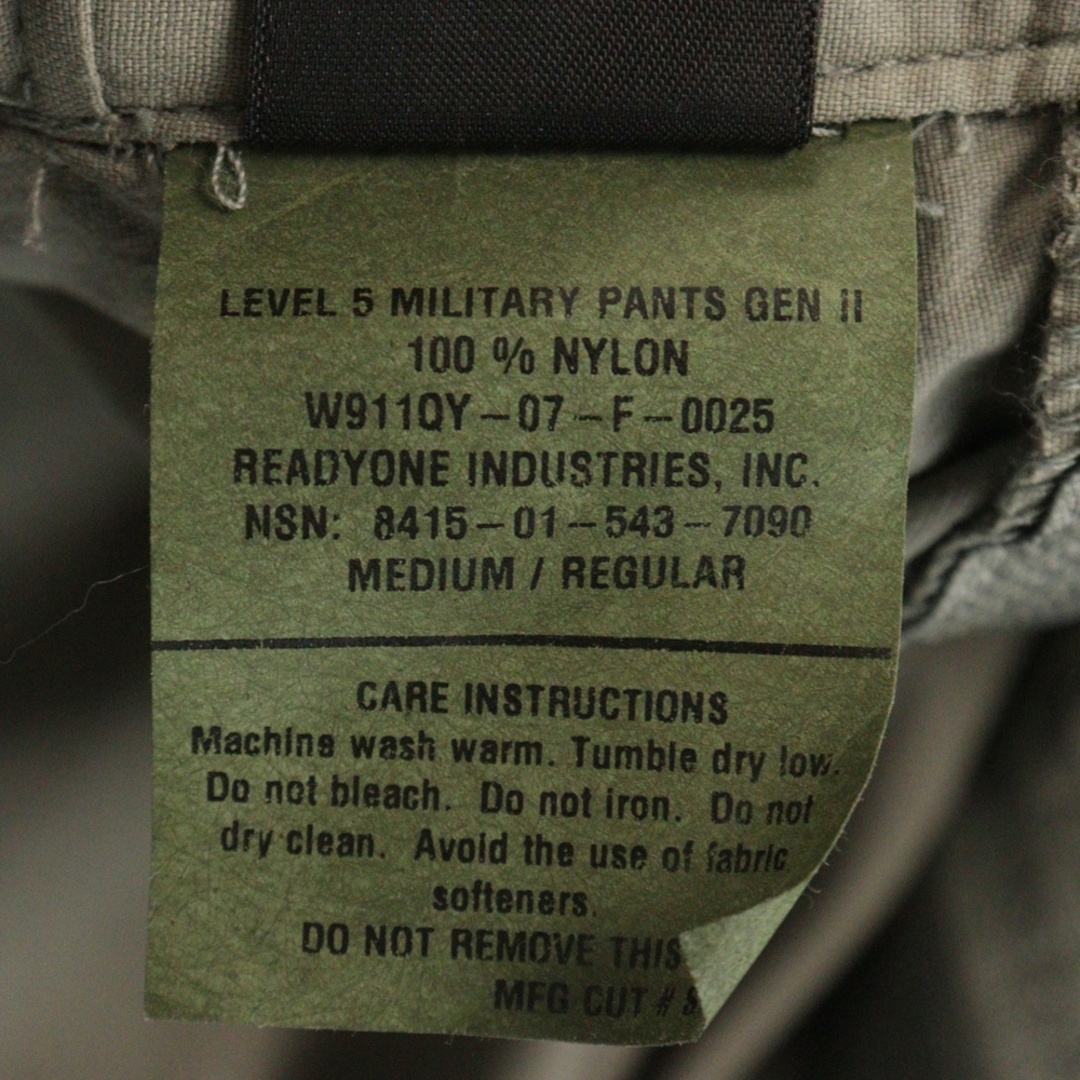 LEVEL 5 MILITARY PANTS GEN II
100 % NYLON
W911QY-07-F-0025
READYONE INDUSTRIES, INC.
NSN: 8415-01-543-7090
MEDIUM / REGULAR
CARE INSTRUCTIONS
Machine wash warm. Tumble dry low.
Do not bleach. Do not iron. Do not
dry clean. Avoid the use of fabric
softeners.
DO NOT REMOVE THIS
MFG CUT #